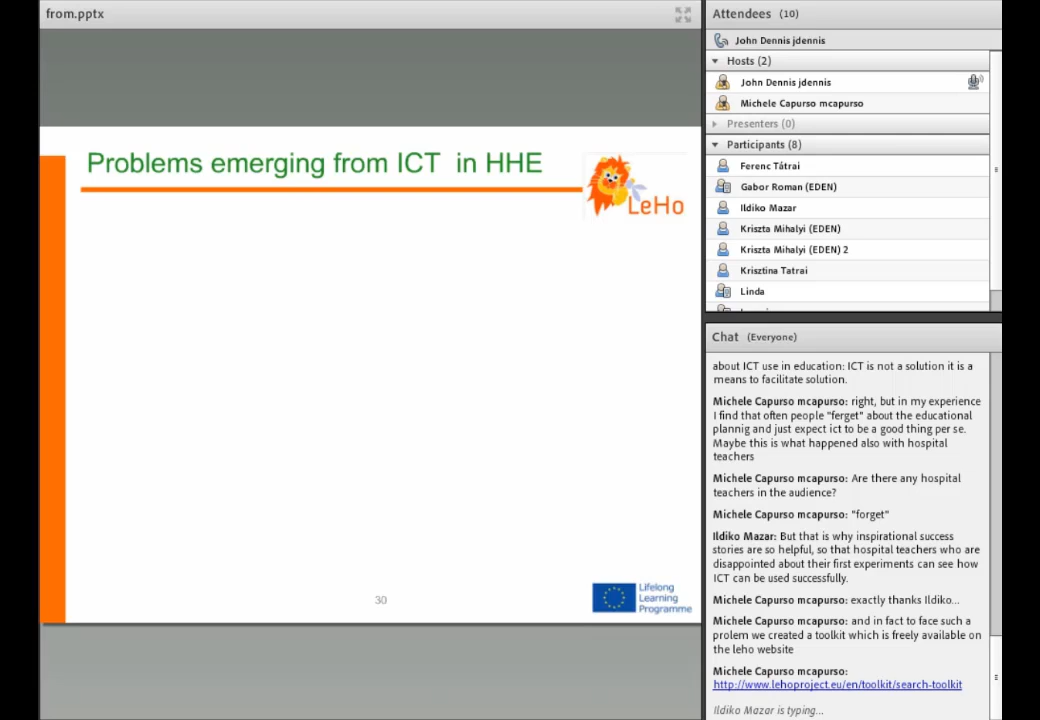 from.pptx
Problems emerging from ICT in HHE
LeHo
30
Lifelong
Learning
Programme
Attendees (10)
John Dennis jdennis
Hosts (2)
John Dennis jdennis
Michele Capurso mcapurso
Presenters (0)
Participants (8)
Ferenc Tátrai
Gabor Roman (EDEN)
Ildiko Mazar
Kriszta Mihalyi (EDEN)
Kriszta Mihalyi (EDEN) 2
Krisztina Tatrai
Linda
Chat (Everyone)
about ICT use in education: ICT is not a solution it is a
means to facilitate solution.
Michele Capurso mcapurso: right, but in my experience
I find that often people "ferget" about the educational
plannig and just expect ict to be a good thing per se.
Maybe this is what happened also with hospital
teachers
Michele Capurso mcapurso: Are there any hospital
teachers in the audience?
Michele Capurso mcapurso: "forget"
Ildiko Mazar: But that is why inspirational success
stories are so helpful, so that hospital teachers who are
disappointed about their first experiments can see how
ICT can be used successfully.
Michele Capurso mcapurso: exactly thanks Ildiko...
Michele Capurso mcapurso: and in fact to face such a
prolem we created a toolkit which is freely available on
the leho website
Michele Capurso mcapurso:
http://www.lehoproject.eu/en/toolkit/search-toolkit
Ildiko Mazar is typing...